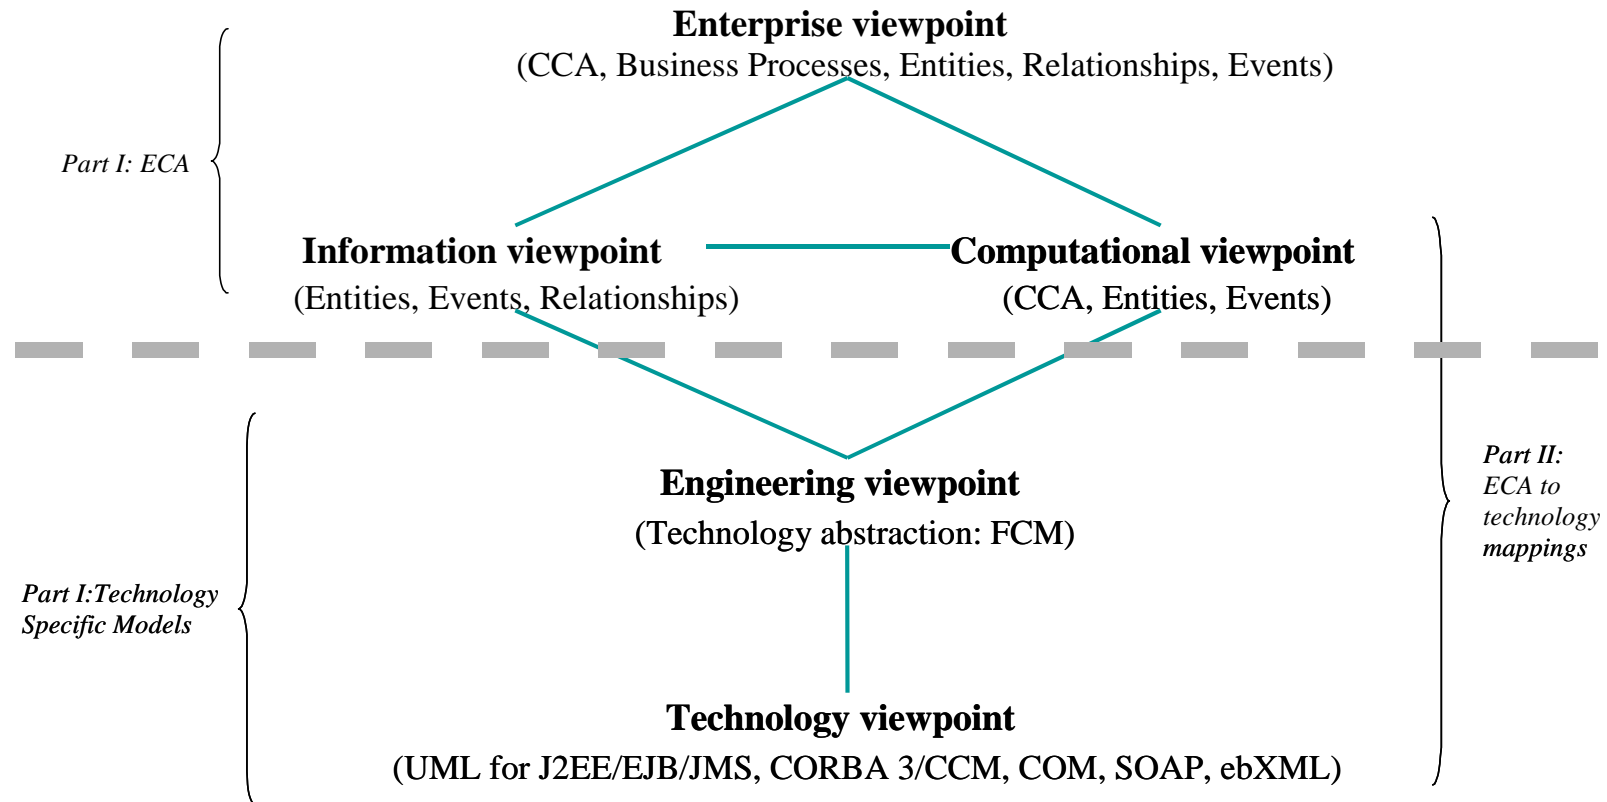 Enterprise viewpoint
(CCA, Business Processes, Entities, Relationships, Events)
Part I: ECA
Information viewpoint
Computational viewpoint
(Entities, Events, Relationships)
(CCA, Entities, Events)
Engineering viewpoint
(Technology abstraction: FCM)
Part II:
ECA to
technology
mappings
Part I:Technology
Specific Models
Technology viewpoint
(UML for J2EE/EJB/JMS, CORBA 3/CCM, COM, SOAP, ebXML)